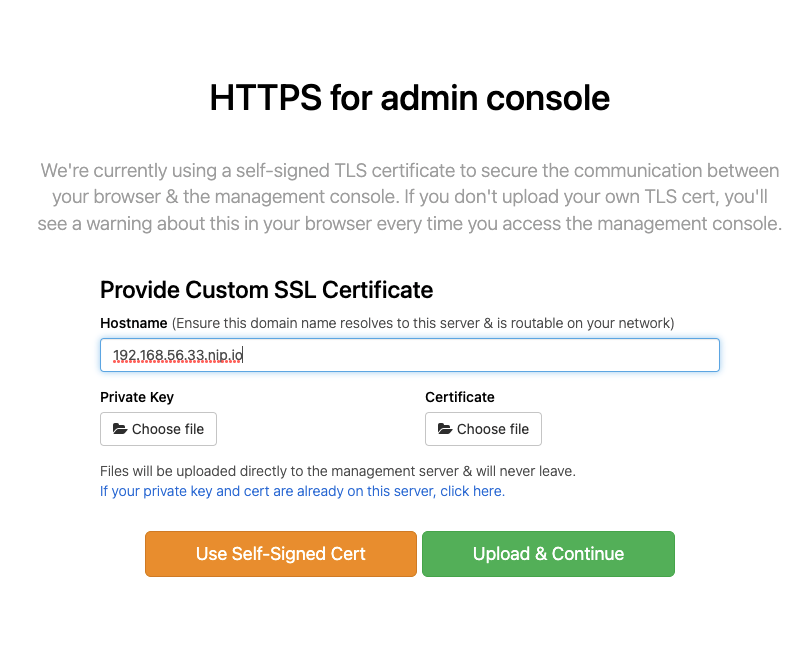 HTTPS for admin console
We're currently using a self-signed TLS certificate to secure the communication between
your browser & the management console. If you don't upload your own TLS cert, you'll
see a warning about this in your browser every time you access the management console.
Provide Custom SSL Certificate
Hostname (Ensure this domain name resolves to this server & is routable on your network)
192.168.56.33.nip.io
Private Key Certificate
Choose file Choose file
Files will be uploaded directly to the management server & will never leave.
If your private key and cert are already on this server, click here.
Use Self-Signed Cert Upload & Continue